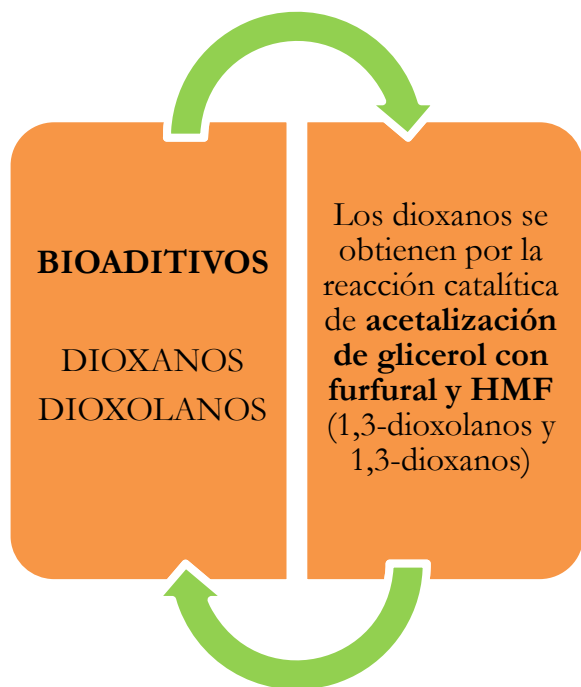 BIOADITIVOS
DIOXANOS
DIOXOLANOS
Los dioxanos se
obtienen por la
reacción catalítica
de acetalización
de glicerol con
furfural y HMF
(1,3-dioxolanos y
1,3-dioxanos)